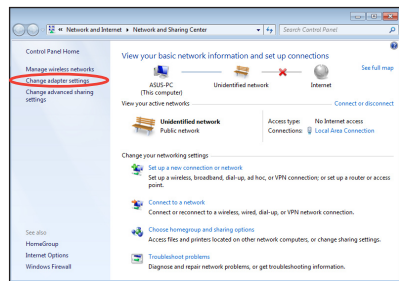 Network and Internet Network and Sharing Center
Search Control Panel
Control Panel Home
Manage wireless networks
Change adapter settings
Change advanced sharing
settings
See also
HomeGroup
Internet Options
Windows Firewall
View your basic network information and set up connections
See full map
ASUS-PC
(This computer)
Unidentified network
Internet
View your active networks
Connect or disconnect
Unidentified network
Public network
Access type: No Internet access
Connections: Local Area Connection
Change your networking settings
Set up a new connection or network
Set up a wireless, broadband, dial-up, ad hoc, or VPN connection; or set up a router or access
point.
Connect to a network
Connect or reconnect to a wireless, wired, dial-up, or VPN network connection.
Choose homegroup and sharing options
Access files and printers located on other network computers, or change sharing settings.
Troubleshoot problems
Diagnose and repair network problems, or get troubleshooting information.